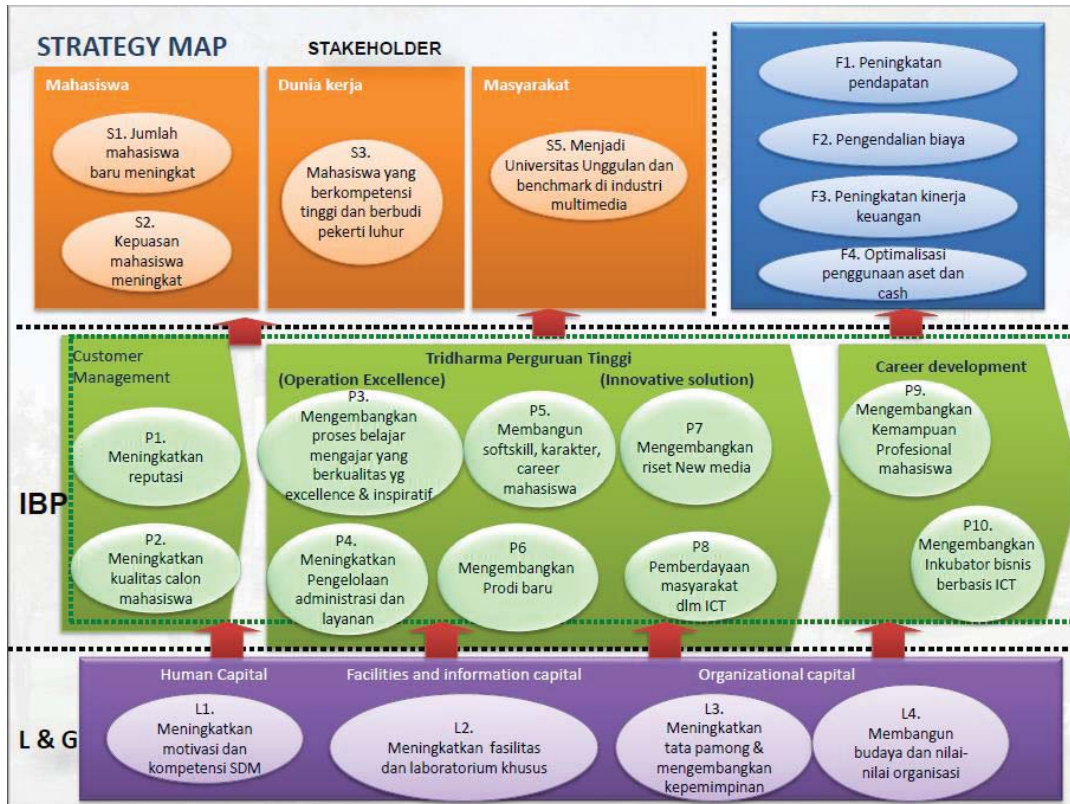 STRATEGY MAP
STAKEHOLDER
Mahasiswa
S1. Jumlah
mahasiswa
baru meningkat
S2.
Kepuasan
mahasiswa
meningkat
Dunia kerja
S3.
Mahasiswa yang
berkompetensi
tinggi dan berbudi
pekerti luhur
Masyarakat
S5. Menjadi
Universitas Unggulan dan
benchmark di industri
multimedia
F1. Peningkatan
pendapatan
F2. Pengendalian biaya
F3. Peningkatan kinerja
keuangan
F4. Optimalisasi
penggunaan aset dan
cash
IBP
Customer
Management
P1.
Meningkatkan
reputasi
P2.
Meningkatkan
kualitas calon
mahasiswa
Tridharma Perguruan Tinggi
(Operation Excellence)
(Innovative solution)
P3.
Mengembangkan
proses belajar
mengajar yang
berkualitas yg
excellence & inspiratif
P4.
Meningkatkan
Pengelolaan
administrasi dan
layanan
P5.
Membangun
softskill, karakter,
career
mahasiswa
P6
Mengembangkan
Prodi baru
P7
Mengembangkan
riset New media
P8
Pemberdayaan
masyarakat
dlm ICT
Career development
P9.
Mengembangkan
Kemampuan
Profesional
mahasiswa
P10.
Mengembangkan
Inkubator bisnis
berbasis ICT
L & G
Human Capital
L1.
Meningkatkan
motivasi dan
kompetensi SDM
Facilities and information capital
L2.
Meningkatkan fasilitas
dan laboratorium khusus
Organizational capital
L3.
Meningkatkan
tata pamong &
mengembangkan
kepemimpinan
L4.
Membangun
budaya dan nilai-
nilai organisasi